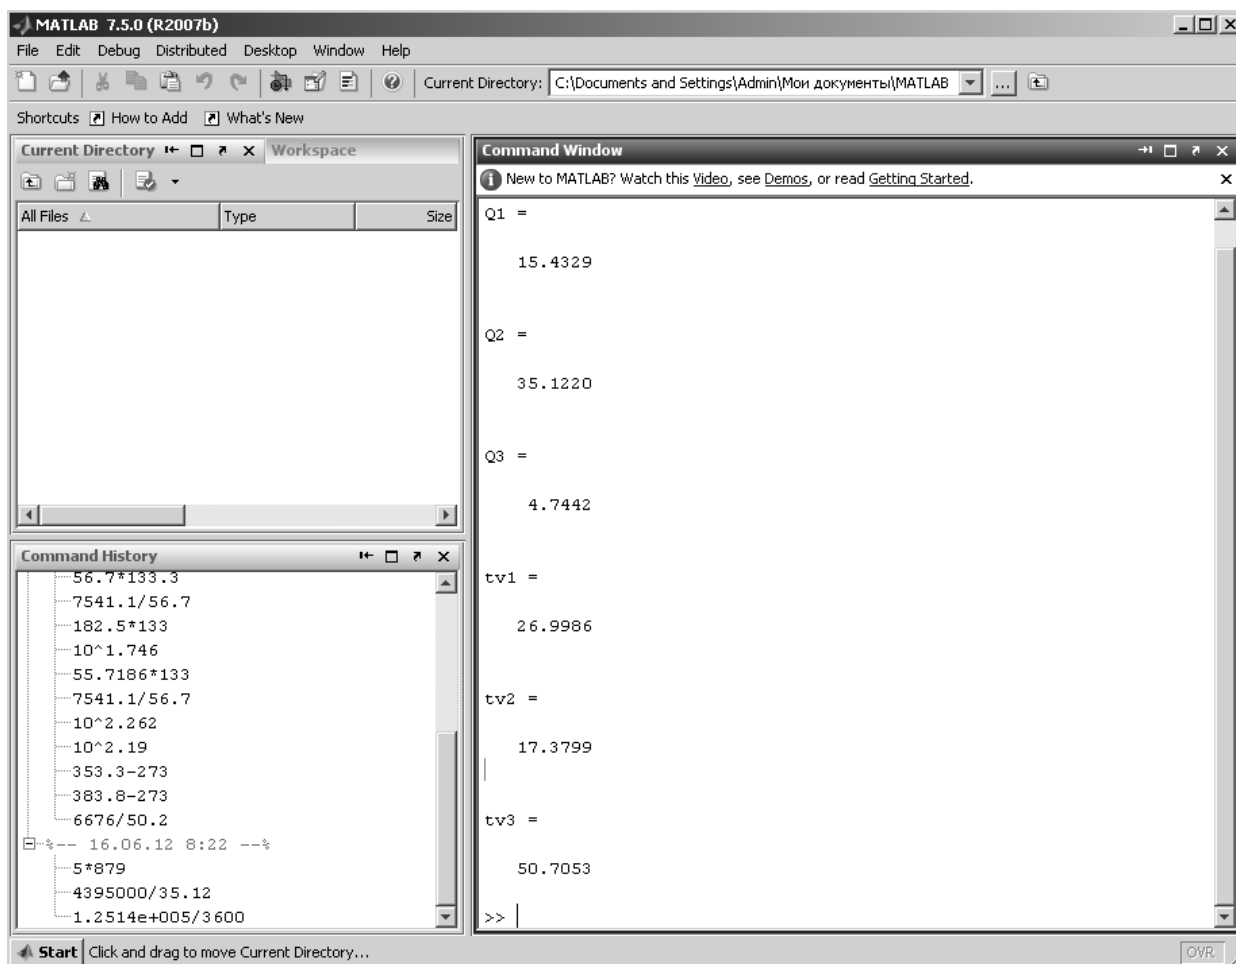 MATLAB 7.5.0 (R2007b)
File Edit Debug Distributed Desktop Window Help
Current Directory: C:\Documents and Settings\Admin\Мои документы\MATLAB ...
Shortcuts How to Add What's New
Current Directory Workspace
All Files Type Size
Command History
56.7*133.3
7541.1/56.7
182.5*133
10^1.746
55.7186*133
7541.1/56.7
10^2.262
10^2.19
353.3-273
383.8-273
6676/50.2
%-- 16.06.12 8:22 --%
5*879
4395000/35.12
1.2514e+005/3600
Command Window
New to MATLAB? Watch this Video, see Demos, or read Getting Started.
Q1 =
15.4329
Q2 =
35.1220
Q3 =
4.7442
tv1 =
26.9986
tv2 =
17.3799
tv3 =
50.7053
>>
Start Click and drag to move Current Directory...
OVR